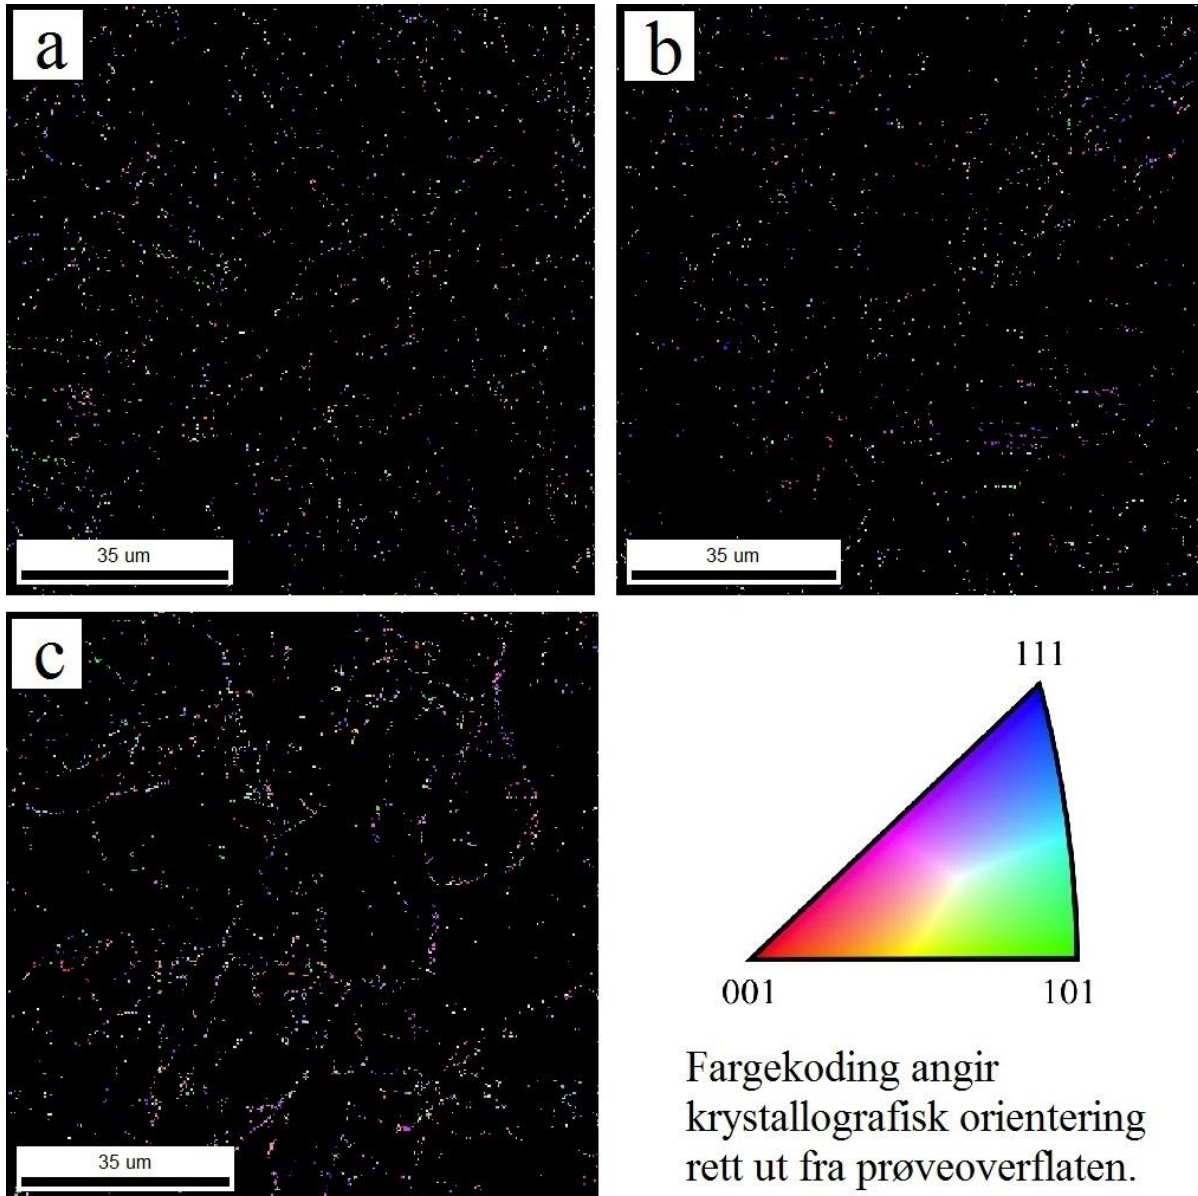 a
b
35 um
35 um
c
111
001
101
Fargekoding angir
krystallografisk orientering
rett ut fra prøveoverflaten.
35 um